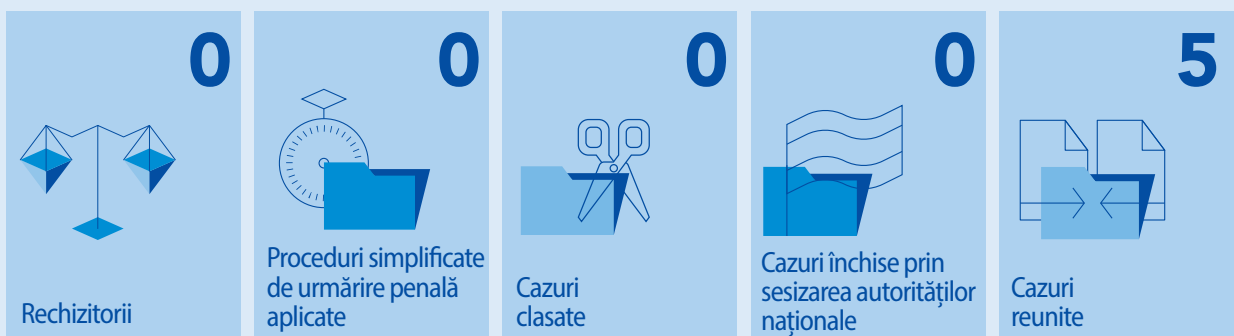 0
Rechizitorii
0
Proceduri simplificate
de urmărire penală
aplicate
0
Cazuri
clasate
0
Cazuri închise prin
sesizarea autorităților
naționale
5
Cazuri
reunite